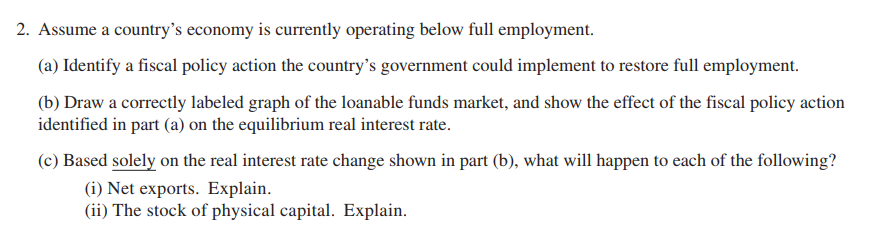 2. Assume a country’s economy is currently operating below full employment.
(a) Identify a fiscal policy action the country’s government could implement to restore full employment.
(b) Draw a correctly labeled graph of the loanable funds market, and show the effect of the fiscal policy action
identified in part (a) on the equilibrium real interest rate.
(c) Based solely on the real interest rate change shown in part (b), what will happen to each of the following?
(i) Net exports. Explain.
(ii) The stock of physical capital. Explain.